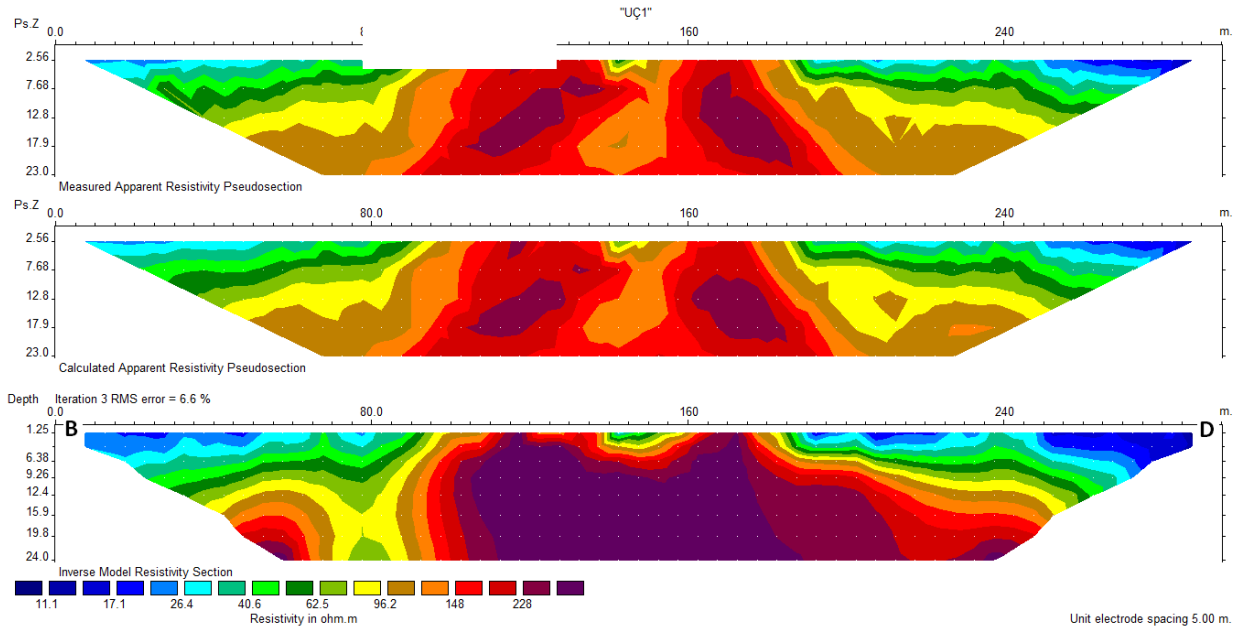 "UÇ1"
Ps.Z
0.0 8 160 240 m.
2.56
7.68
12.8
17.9
23.0
Measured Apparent Resistivity Pseudosection
Ps.Z
0.0 80.0 160 240 m.
2.56
7.68
12.8
17.9
23.0
Calculated Apparent Resistivity Pseudosection
Depth Iteration 3 RMS error = 6.6 %
0.0 80.0 160 240 m.
B D
1.25
6.38
9.26
12.4
15.9
19.8
24.0
Inverse Model Resistivity Section
11.1 17.1 26.4 40.6 62.5 96.2 148 228
Resistivity in ohm.m Unit electrode spacing 5.00 m.